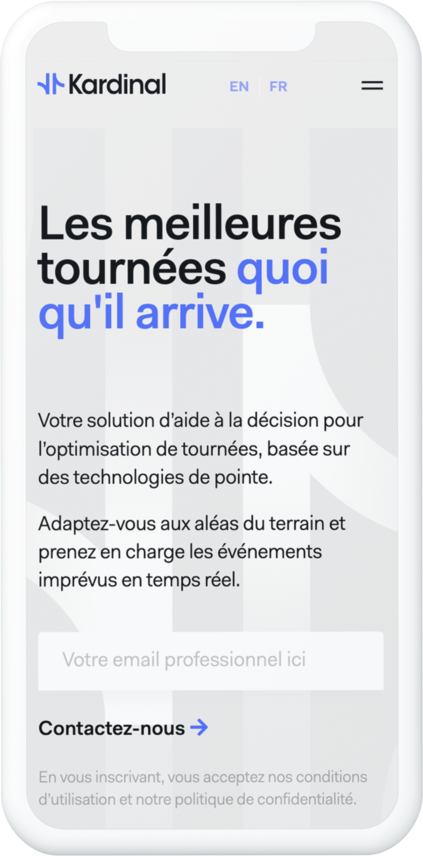 Kardinal
EN FR
Les meilleures
tournées quoi
qu'il arrive.
Votre solution d’aide à la décision pour
l’optimisation de tournées, basée sur
des technologies de pointe.
Adaptez-vous aux aléas du terrain et
prenez en charge les événements
imprévus en temps réel.
Votre email professionnel ici
Contactez-nous →
En vous inscrivant, vous acceptez nos conditions
d’utilisation et notre politique de confidentialité.